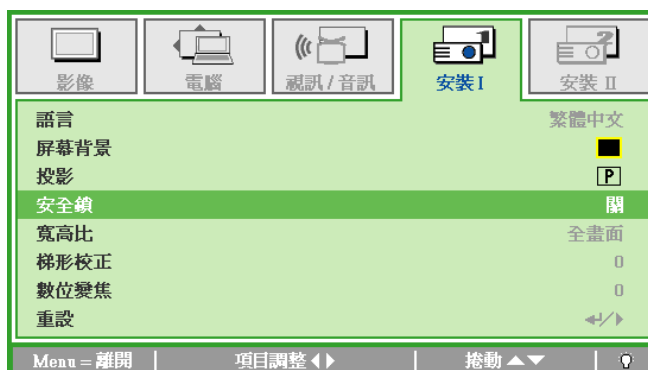 影像 電腦 視訊 / 音訊 安裝 I 安裝 II
語言 繁體中文
屏幕背景
投影 P
安全鎖 關
寬高比 全畫面
梯形校正 0
數位變焦 0
重設
Menu = 離開 項目調整 捲動